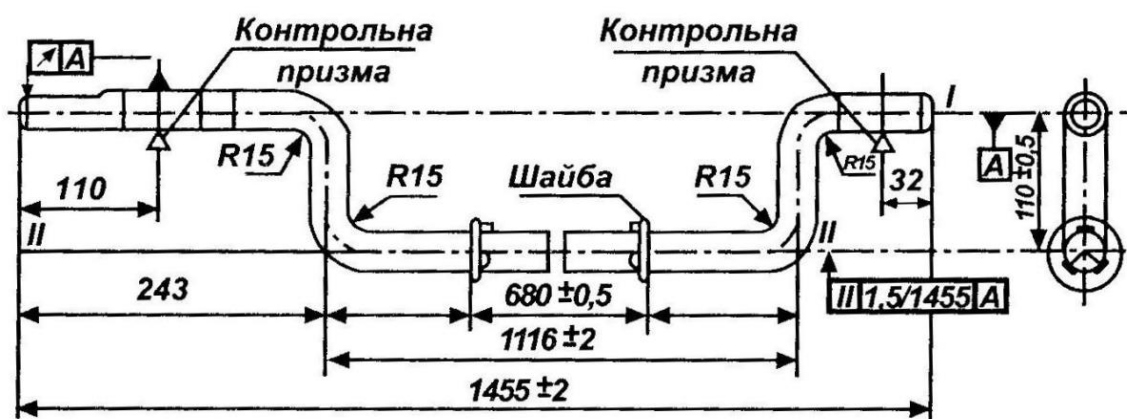 Контрольна
призма
Контрольна
призма
↗ A
I
R15
R15
Шайба
R15
R15
32
A
110 ±0,5
110
II
II
243
680 ±0,5
II 1,5/1455 A
1116 ±2
1455 ±2